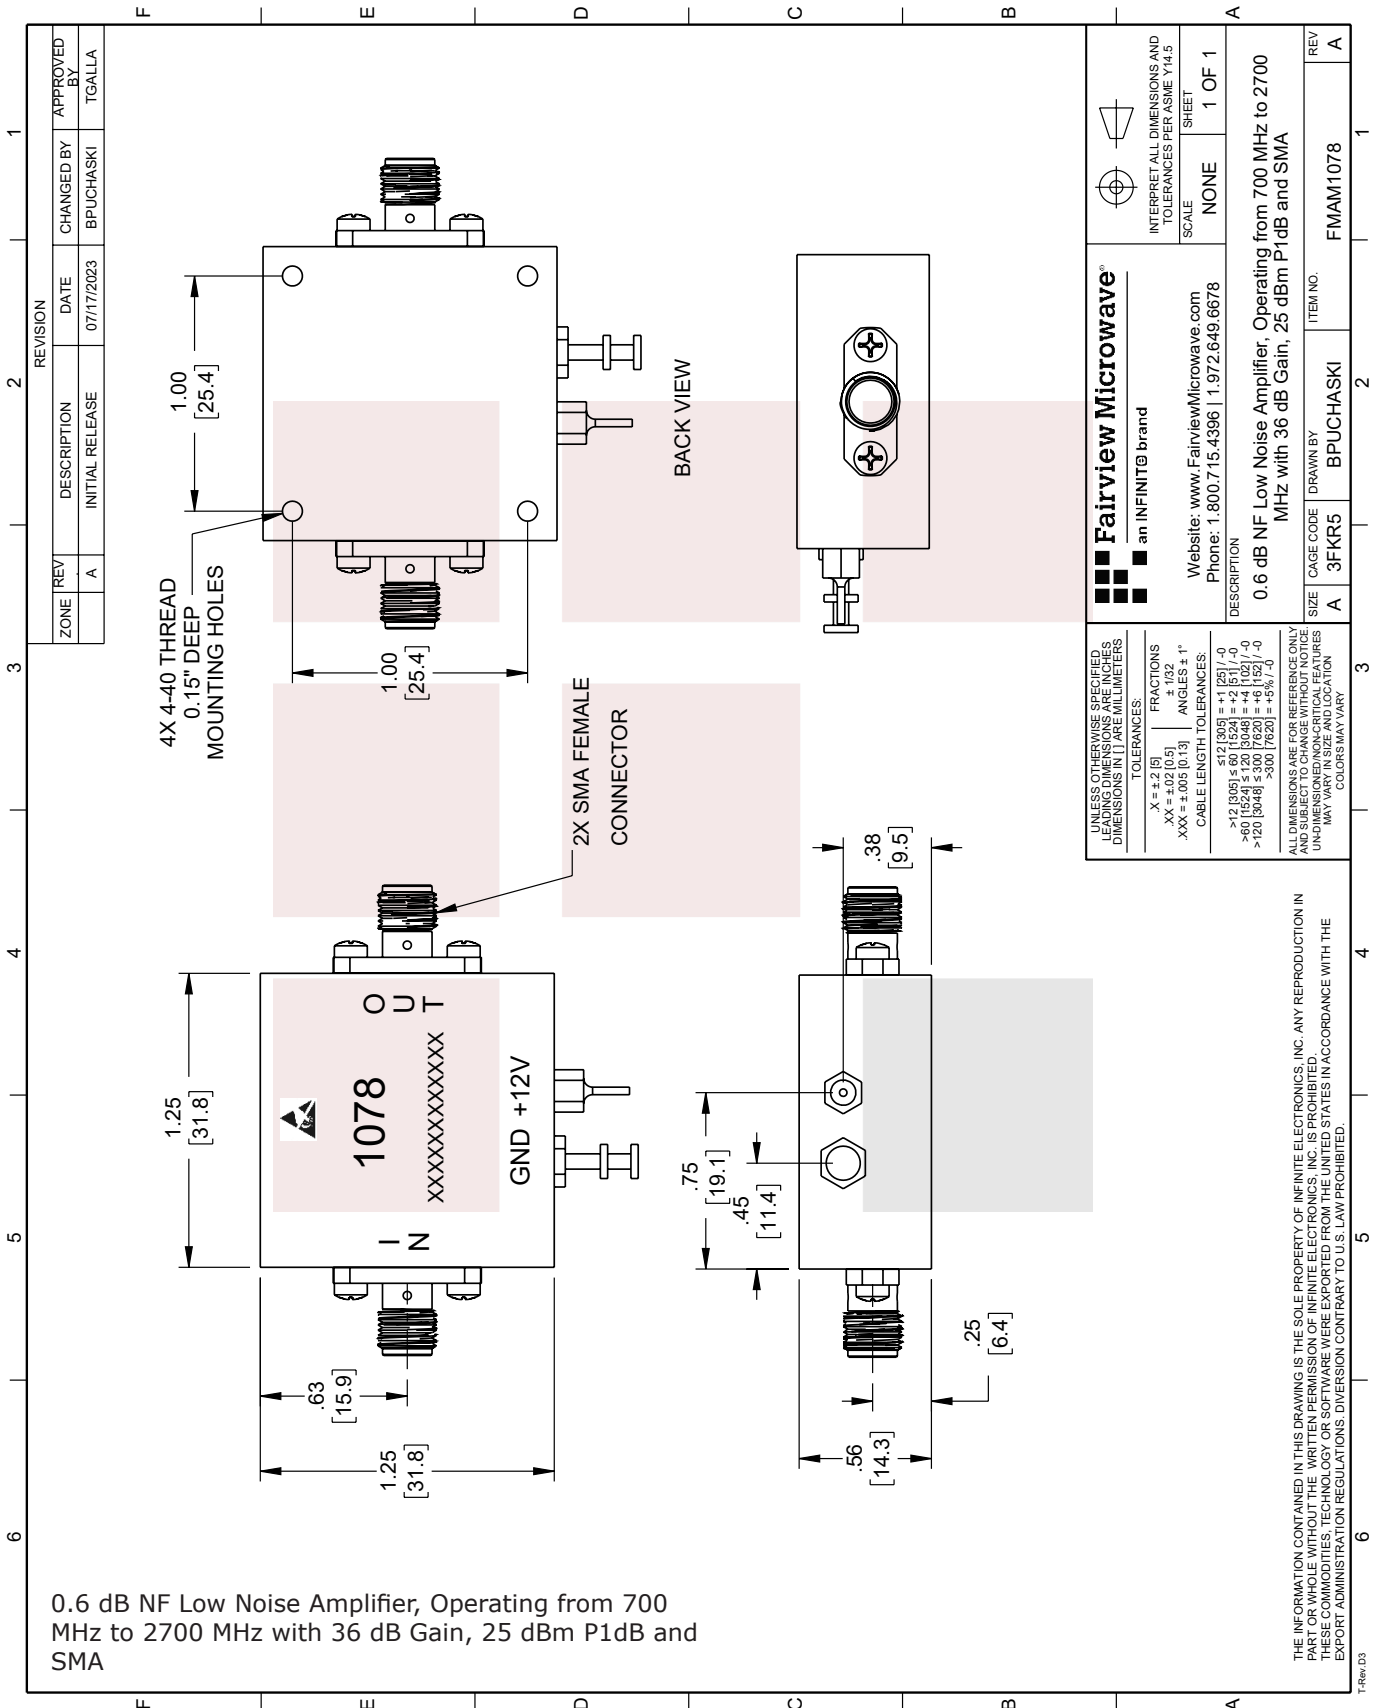 6
5
4
3
2
1
F
E
D
C
B
A
REVISION
ZONE
REV
DESCRIPTION
DATE
CHANGED BY
APPROVED
BY
A
INITIAL RELEASE
07/17/2023
BPUCHASKI
TGALLA
1.25
[31.8]
.63
[15.9]
1.25
[31.8]
I
N
1078
XXXXXXXXXXXX
O
U
T
GND +12V
2X SMA FEMALE
CONNECTOR
4X 4-40 THREAD
0.15" DEEP
MOUNTING HOLES
1.00
[25.4]
1.00
[25.4]
BACK VIEW
.75
[19.1]
.45
[11.4]
.38
[9.5]
.56
[14.3]
.25
[6.4]
UNLESS OTHERWISE SPECIFIED
LEADING DIMENSIONS ARE INCHES
DIMENSIONS IN [ ] ARE MILLIMETERS
TOLERANCES:
.X = ±.2 [5]
.XX = ±.02 [0.5]
.XXX = ±.005 [0.13]
FRACTIONS
± 1/32
ANGLES ± 1°
CABLE LENGTH TOLERANCES:
≤12 [305] = +1 [25] / -0
>12 [305] ≤ 60 [1524] = +2 [51] / -0
>60 [1524] ≤ 120 [3048] = +4 [102] / -0
>120 [3048] ≤ 300 [7620] = +6 [152] / -0
>300 [7620] = +5% / -0
ALL DIMENSIONS ARE FOR REFERENCE ONLY
AND SUBJECT TO CHANGE WITHOUT NOTICE.
UN-DIMENSIONED/NON-CRITICAL FEATURES
MAY VARY IN SIZE AND LOCATION
COLORS MAY VARY
Fairview Microwave®
an INFINIT@ brand
Website: www.FairviewMicrowave.com
Phone: 1.800.715.4396 | 1.972.649.6678
INTERPRET ALL DIMENSIONS AND
TOLERANCES PER ASME Y14.5
SCALE
NONE
SHEET
1 OF 1
DESCRIPTION
0.6 dB NF Low Noise Amplifier, Operating from 700 MHz to 2700
MHz with 36 dB Gain, 25 dBm P1dB and SMA
SIZE
A
CAGE CODE
3FKR5
DRAWN BY
BPUCHASKI
ITEM NO.
FMAM1078
REV
A
THE INFORMATION CONTAINED IN THIS DRAWING IS THE SOLE PROPERTY OF INFINITE ELECTRONICS, INC. ANY REPRODUCTION IN
PART OR WHOLE WITHOUT THE WRITTEN PERMISSION OF INFINITE ELECTRONICS, INC. IS PROHIBITED.
THESE COMMODITIES, TECHNOLOGY OR SOFTWARE WERE EXPORTED FROM THE UNITED STATES IN ACCORDANCE WITH THE
EXPORT ADMINISTRATION REGULATIONS. DIVERSION CONTRARY TO U.S. LAW PROHIBITED.
6
5
4
3
2
1
F
E
D
C
B
A
T-Rev.D3
0.6 dB NF Low Noise Amplifier, Operating from 700
MHz to 2700 MHz with 36 dB Gain, 25 dBm P1dB and
SMA